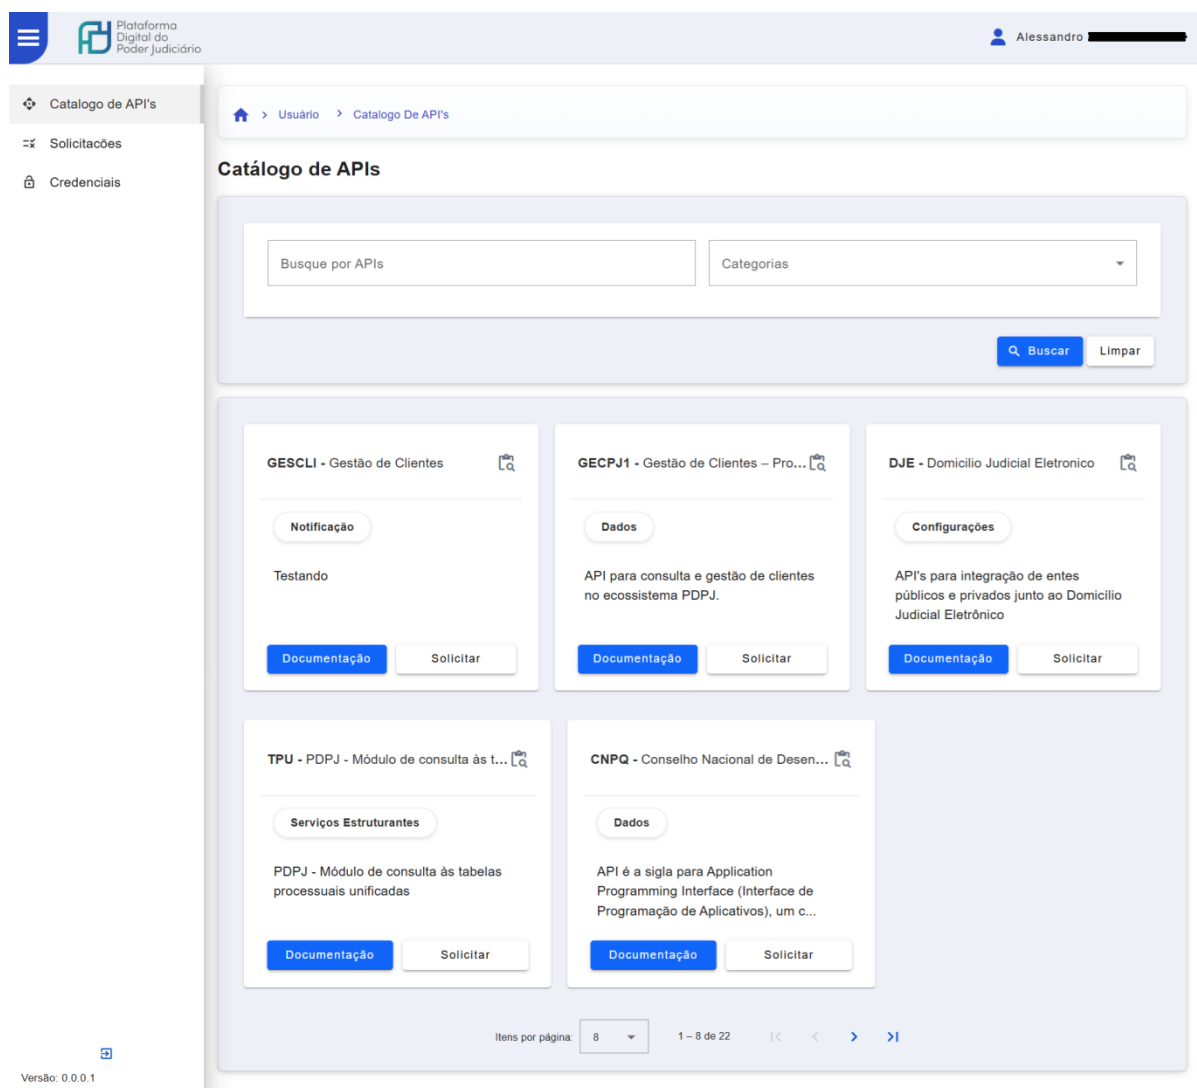 Plataforma
Digital do
Poder Judiciário
Alessandro
Catalogo de API's
Solicitacões
Credenciais
Usuário
Catalogo De API's
Catálogo de APIs
Busque por APIs
Categorias
Buscar
Limpar
GESCLI - Gestão de Clientes
GECPJ1 - Gestão de Clientes – Pro...
DJE - Domicilio Judicial Eletronico
Notificação
Dados
Configurações
Testando
API para consulta e gestão de clientes
no ecossistema PDPJ.
API's para integração de entes
públicos e privados junto ao Domicílio
Judicial Eletrônico
Documentação
Solicitar
Documentação
Solicitar
Documentação
Solicitar
TPU - PDPJ - Módulo de consulta às t...
CNPQ - Conselho Nacional de Desen...
Serviços Estruturantes
Dados
PDPJ - Módulo de consulta às tabelas
processuais unificadas
API é a sigla para Application
Programming Interface (Interface de
Programação de Aplicativos), um c...
Documentação
Solicitar
Documentação
Solicitar
Itens por página:
8
1 – 8 de 22
Versão: 0.0.0.1